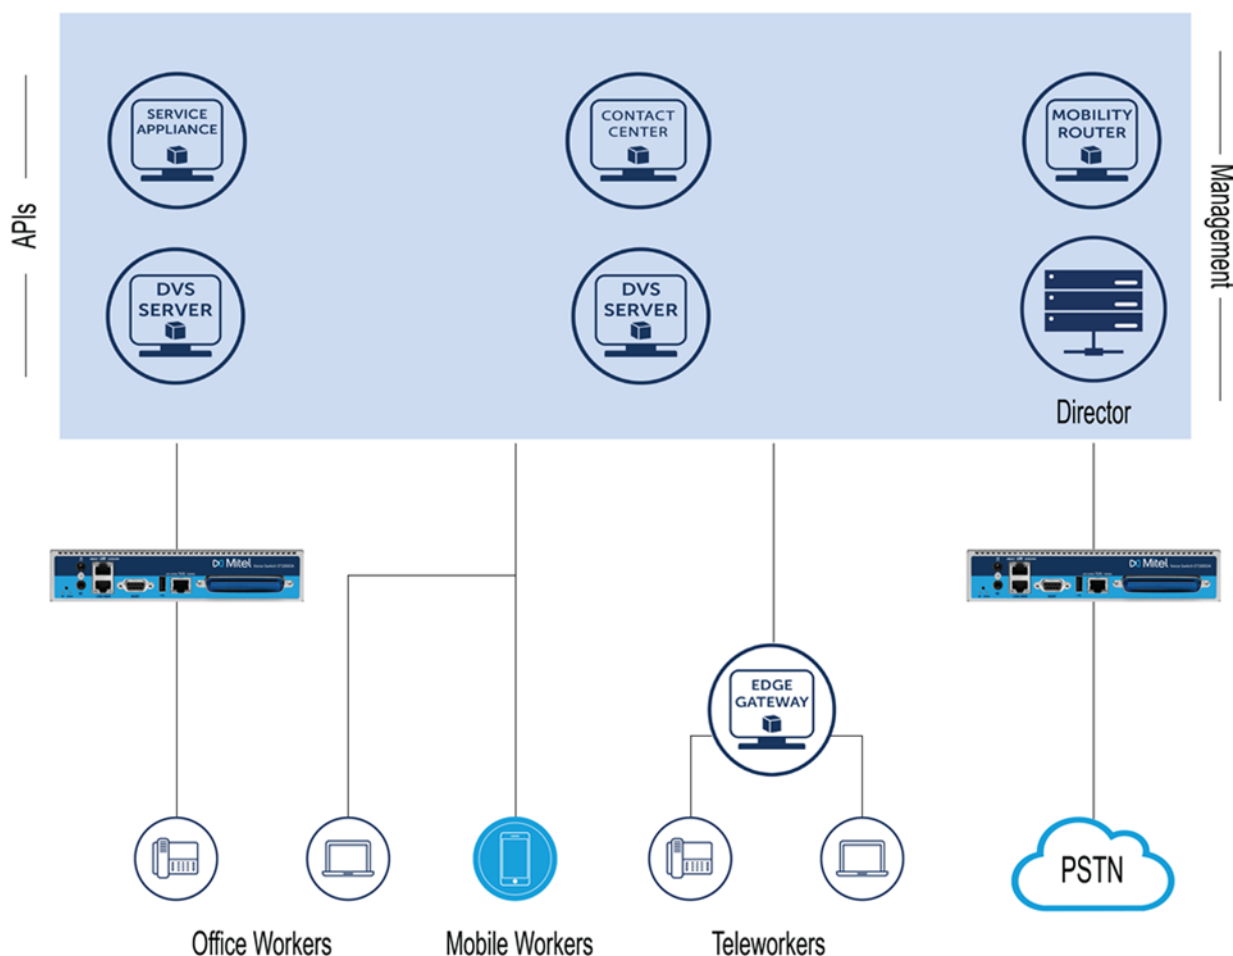 SERVICE
APPLIANCE
CONTACT
CENTER
MOBILITY
ROUTER
APIs
Management
DVS
SERVER
DVS
SERVER
Director
Mitel
Mitel
EDGE
GATEWAY
PSTN
Office Workers
Mobile Workers
Teleworkers